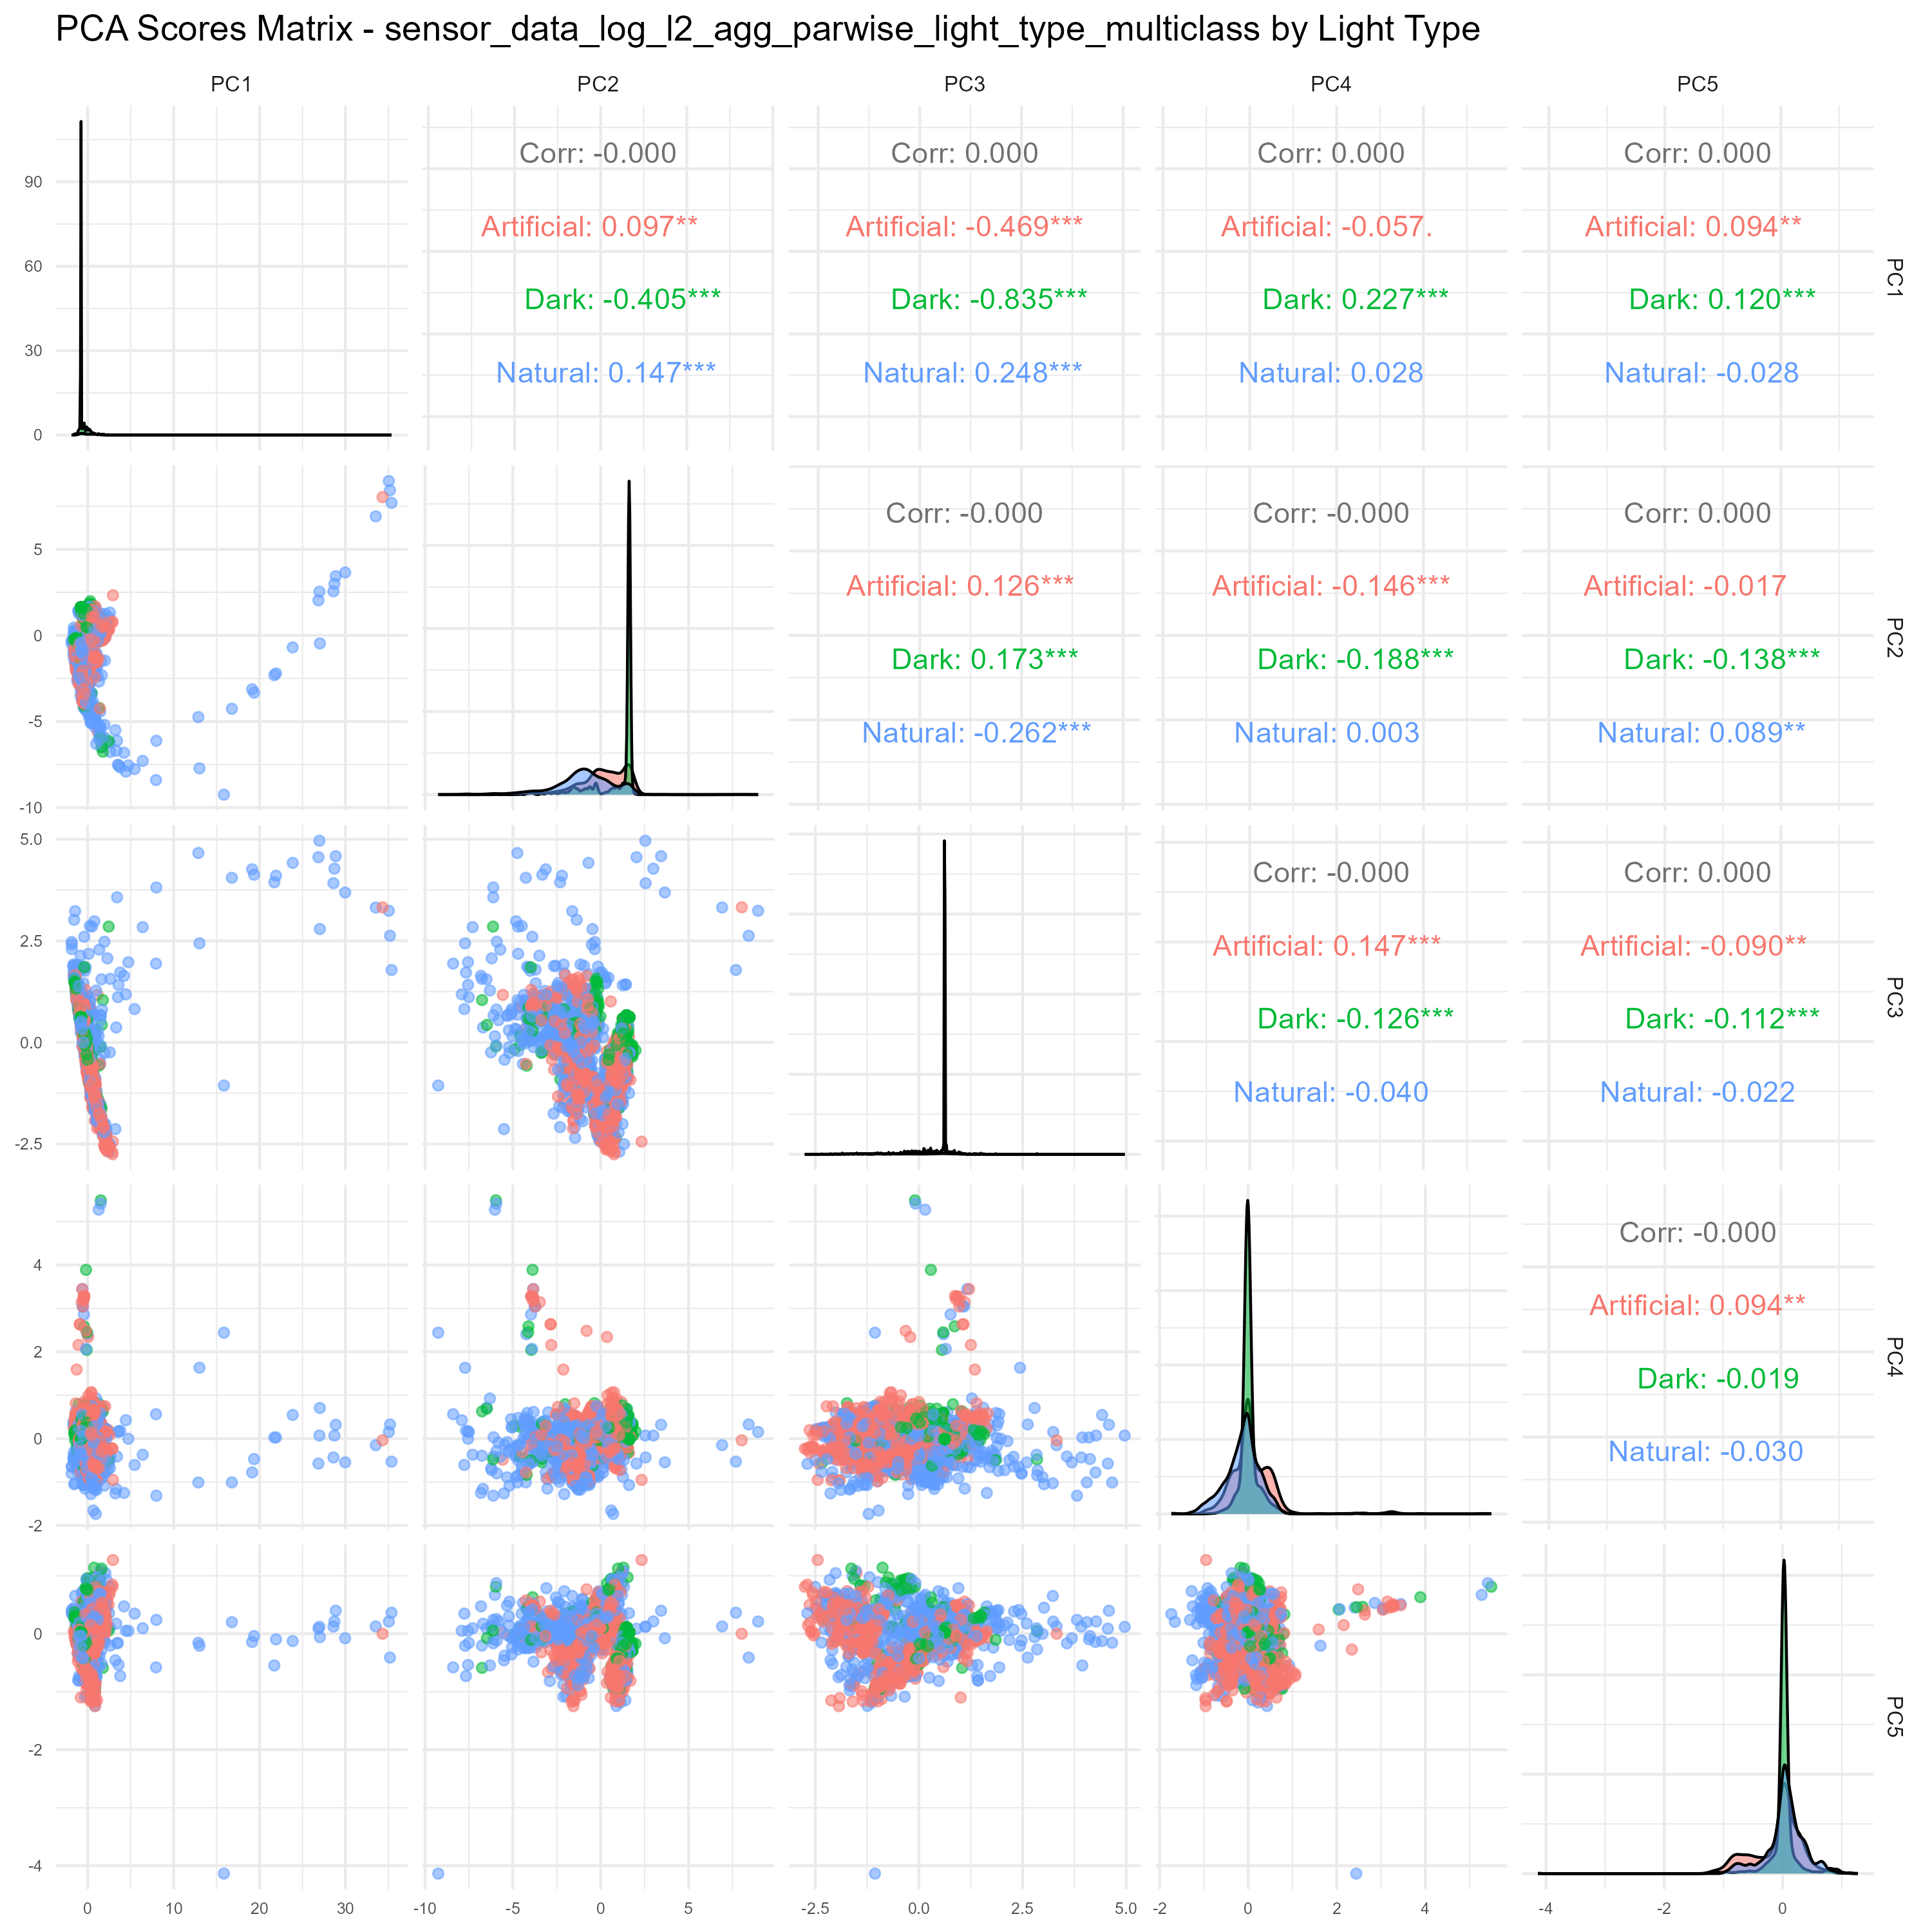 PCA Scores Matrix - sensor_data_log_l2_agg_parwise_light_type_multiclass by Light Type
PC1 PC2 PC3 PC4 PC5
90
60
30
0
Corr: -0.000
Artificial: 0.097**
Dark: -0.405***
Natural: 0.147***
Corr: 0.000
Artificial: -0.469***
Dark: -0.835***
Natural: 0.248***
Corr: 0.000
Artificial: -0.057.
Dark: 0.227***
Natural: 0.028
Corr: 0.000
Artificial: 0.094**
Dark: 0.120***
Natural: -0.028
PC1
5
0
-5
-10
Corr: -0.000
Artificial: 0.126***
Dark: 0.173***
Natural: -0.262***
Corr: -0.000
Artificial: -0.146***
Dark: -0.188***
Natural: 0.003
Corr: 0.000
Artificial: -0.017
Dark: -0.138***
Natural: 0.089**
PC2
5.0
2.5
0.0
-2.5
Corr: -0.000
Artificial: 0.147***
Dark: -0.126***
Natural: -0.040
Corr: 0.000
Artificial: -0.090**
Dark: -0.112***
Natural: -0.022
PC3
4
2
0
-2
Corr: -0.000
Artificial: 0.094**
Dark: -0.019
Natural: -0.030
PC4
0
-2
-4
PC5
0 10 20 30
-10 -5 0 5
-2.5 0.0 2.5 5.0
-2 0 2 4
-4 -2 0